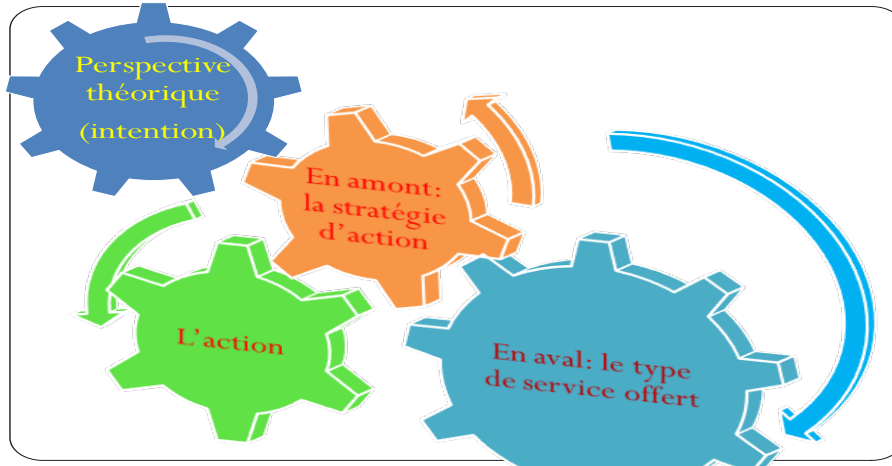 Perspective
théorique
(intention)
En amont:
la stratégie
d'action
L'action
En aval: le type
de service offert